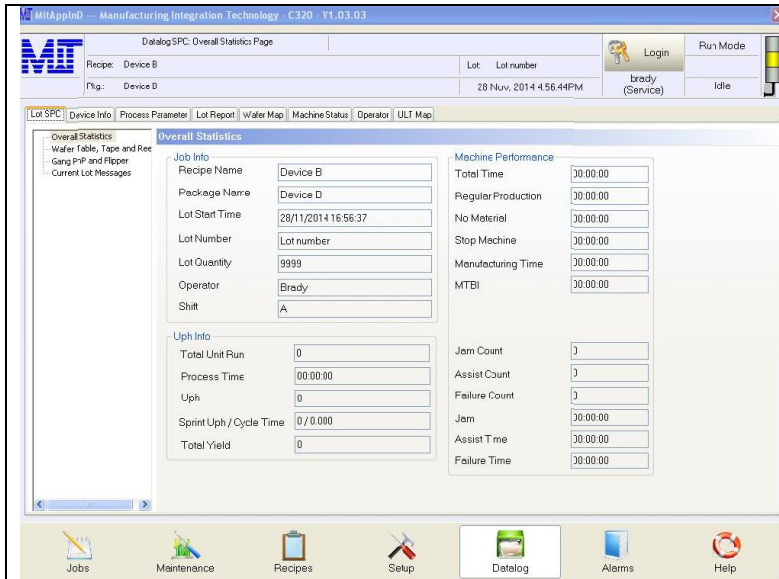 MitAppInD --- Manufacturing Integration Technology - C320 - V1.03.03
MIT
Datalog SPC: Overall Statistics Page
Recipe: Device B
Pkg.: Device D
Lot: Lot number
28 Nov, 2014 4.56.44PM
Login
brady
(Service)
Run Mode
Idle
Lot SPC Device Info Process Parameter Lot Report Wafer Map Machine Status Operator ULT Map
Overall Statistics
Wafer Table, Tape and Ree
Gang PnP and Flipper
Current Lot Messages
Overall Statistics
Job Info
Recipe Name Device B
Package Name Device D
Lot Start Time 28/11/2014 16:56:37
Lot Number Lot number
Lot Quantity 9999
Operator Brady
Shift A
Uph Info
Total Unit Run 0
Process Time 00:00:00
Uph 0
Sprint Uph / Cycle Time 0 / 0.000
Total Yield 0
Machine Performance
Total Time 00:00:00
Regular Production 00:00:00
No Material 00:00:00
Stop Machine 00:00:00
Manufacturing Time 00:00:00
MTBI 00:00:00
Jam Count 0
Assist Count 0
Failure Count 0
Jam 00:00:00
Assist Time 00:00:00
Failure Time 00:00:00
Jobs Maintenance Recipes Setup Datalog Alarms Help